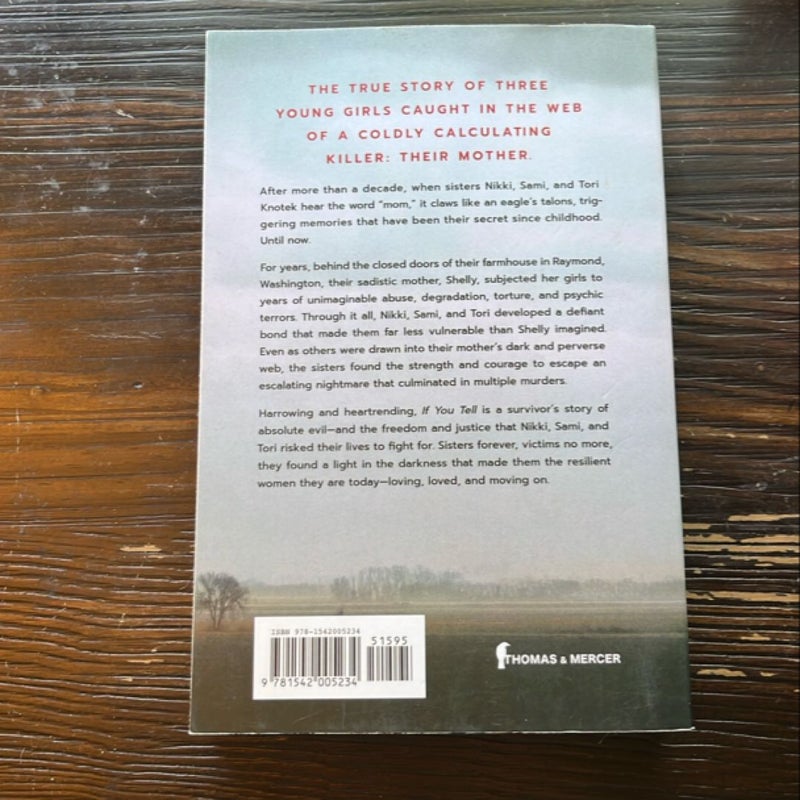 THE TRUE STORY OF THREE
YOUNG GIRLS CAUGHT IN THE WEB
OF A COLDLY CALCULATING
KILLER: THEIR MOTHER.
After more than a decade, when sisters Nikki, Sami, and Tori
Knotek hear the word “mom,” it claws like an eagle’s talons, trig-
gering memories that have been their secret since childhood.
Until now.
For years, behind the closed doors of their farmhouse in Raymond,
Washington, their sadistic mother, Shelly, subjected her girls to
years of unimaginable abuse, degradation, torture, and psychic
terrors. Through it all, Nikki, Sami, and Tori developed a defiant
bond that made them far less vulnerable than Shelly imagined.
Even as others were drawn into their mother’s dark and perverse
web, the sisters found the strength and courage to escape an
escalating nightmare that culminated in multiple murders.
Harrowing and heartrending, If You Tell is a survivor’s story of
absolute evil—and the freedom and justice that Nikki, Sami, and
Tori risked their lives to fight for. Sisters forever, victims no more,
they found a light in the darkness that made them the resilient
women they are today—loving, loved, and moving on.
ISBN 978-1542005234
51595
9 781542 005234
THOMAS & MERCER